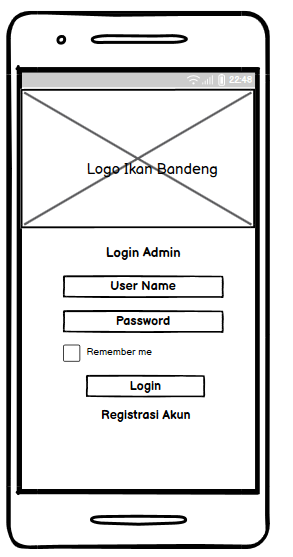 22:48
Logo Ikan Bandeng
Login Admin
User Name
Password
Remember me
Login
Registrasi Akun